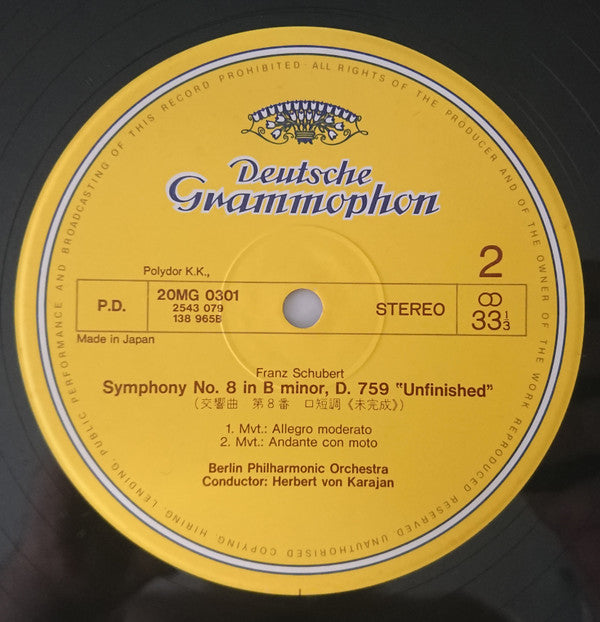 ALL RIGHTS OF THE PRODUCER AND OF THE OWNER OF THE WORK REPRODUCED RESERVED UNAUTHORISED COPYING, HIRING, LENDING, PUBLIC PERFORMANCE AND BROADCASTING OF THIS RECORD PROHIBITED ·
Deutsche
Grammophon
Polydor K.K.,
2
P.D.
20MG 0301
2543 079
138 965B
STEREO
33 1/3
Made in Japan
Franz Schubert
Symphony No. 8 in B minor, D. 759 "Unfinished"
(交響曲 第8番 ロ短調《未完成》)
1. Mvt.: Allegro moderato
2. Mvt.: Andante con moto
Berlin Philharmonic Orchestra
Conductor: Herbert von Karajan